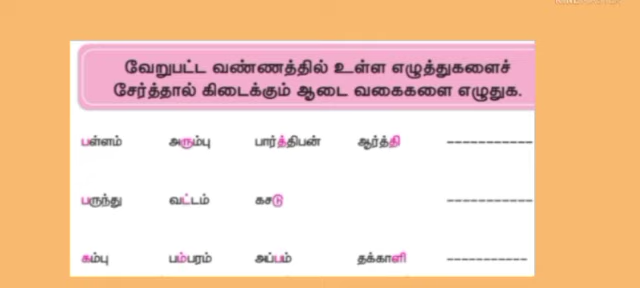 வேறுபட்ட வண்ணத்தில் உள்ள எழுத்துகளைச்
சேர்த்தால் கிடைக்கும் ஆடை வகைகளை எழுதுக.
பள்ளம் அரும்பு பார்த்திபன் ஆர்த்தி -----------
பருந்து வட்டம் கசடு -----------
கம்பு பம்பரம் அப்பம் தக்காளி -----------